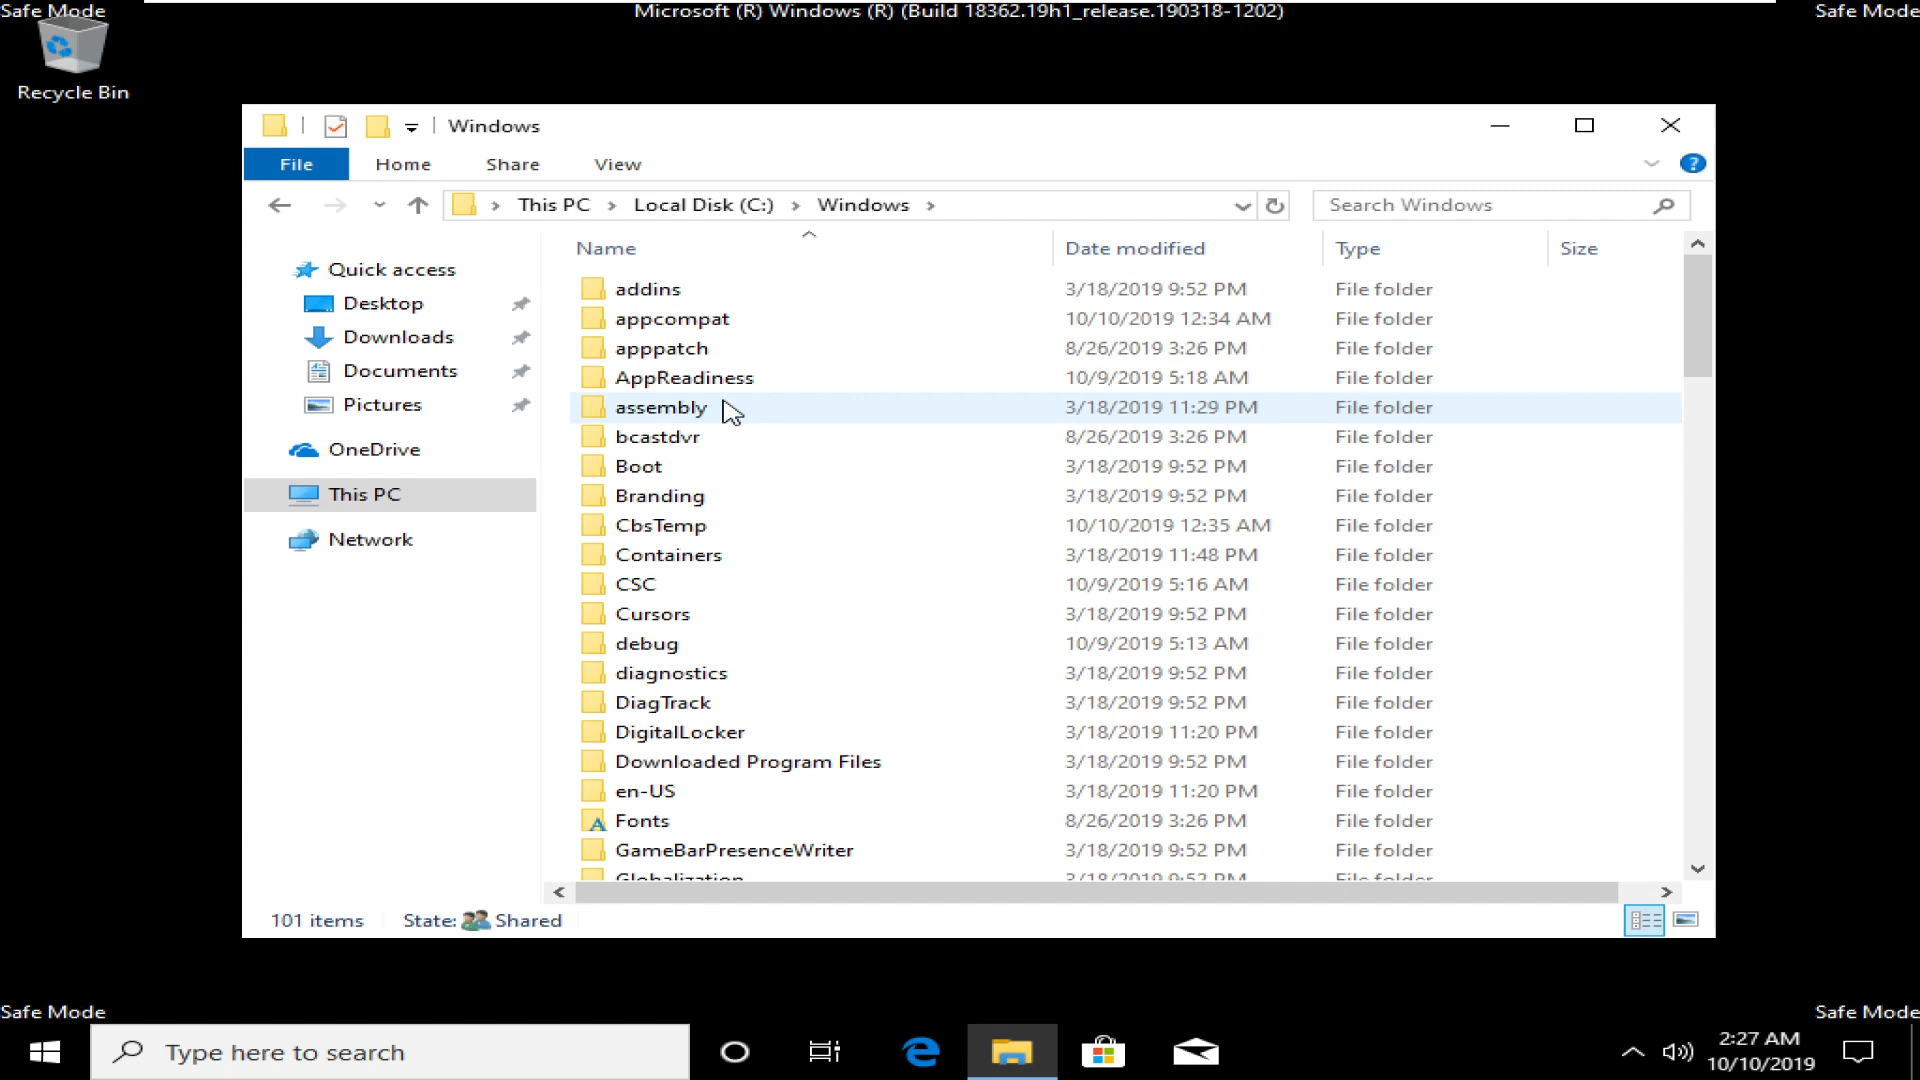 Safe Mode Microsoft (R) Windows (R) (Build 18362.19h1_release.190318-1202) Safe Mode
Recycle Bin
Windows
File Home Share View
This PC Local Disk (C:) Windows Search Windows
Name Date modified Type Size
Quick access
Desktop
Downloads
Documents
Pictures
OneDrive
This PC
Network
addins 3/18/2019 9:52 PM File folder
appcompat 10/10/2019 12:34 AM File folder
apppatch 8/26/2019 3:26 PM File folder
AppReadiness 10/9/2019 5:18 AM File folder
assembly 3/18/2019 11:29 PM File folder
bcastdvr 8/26/2019 3:26 PM File folder
Boot 3/18/2019 9:52 PM File folder
Branding 3/18/2019 9:52 PM File folder
CbsTemp 10/10/2019 12:35 AM File folder
Containers 3/18/2019 11:48 PM File folder
CSC 10/9/2019 5:16 AM File folder
Cursors 3/18/2019 9:52 PM File folder
debug 10/9/2019 5:13 AM File folder
diagnostics 3/18/2019 9:52 PM File folder
DiagTrack 3/18/2019 9:52 PM File folder
DigitalLocker 3/18/2019 11:20 PM File folder
Downloaded Program Files 3/18/2019 9:52 PM File folder
en-US 3/18/2019 11:20 PM File folder
Fonts 8/26/2019 3:26 PM File folder
GameBarPresenceWriter 3/18/2019 9:52 PM File folder
Globalization 3/18/2019 9:52 PM File folder
101 items State: Shared
Safe Mode Safe Mode
Type here to search
2:27 AM
10/10/2019